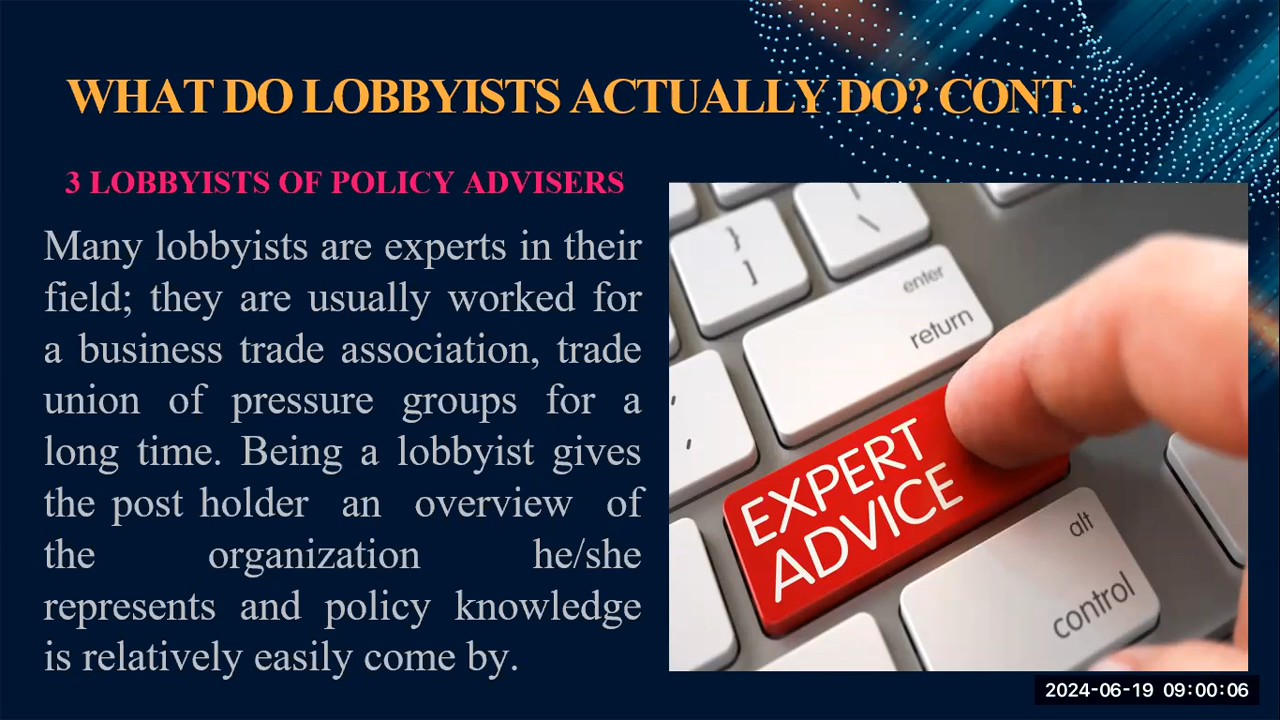 WHAT DO LOBBYISTS ACTUALLY DO? CONT.
3 LOBBYISTS OF POLICY ADVISERS
Many lobbyists are experts in their
field; they are usually worked for
a business trade association, trade
union of pressure groups for a
long time. Being a lobbyist gives
the post holder an overview of
the organization he/she
represents and policy knowledge
is relatively easily come by.
}
]
|
\
enter
return
EXPERT
ADVICE
alt
control
2024-06-19 09:00:06